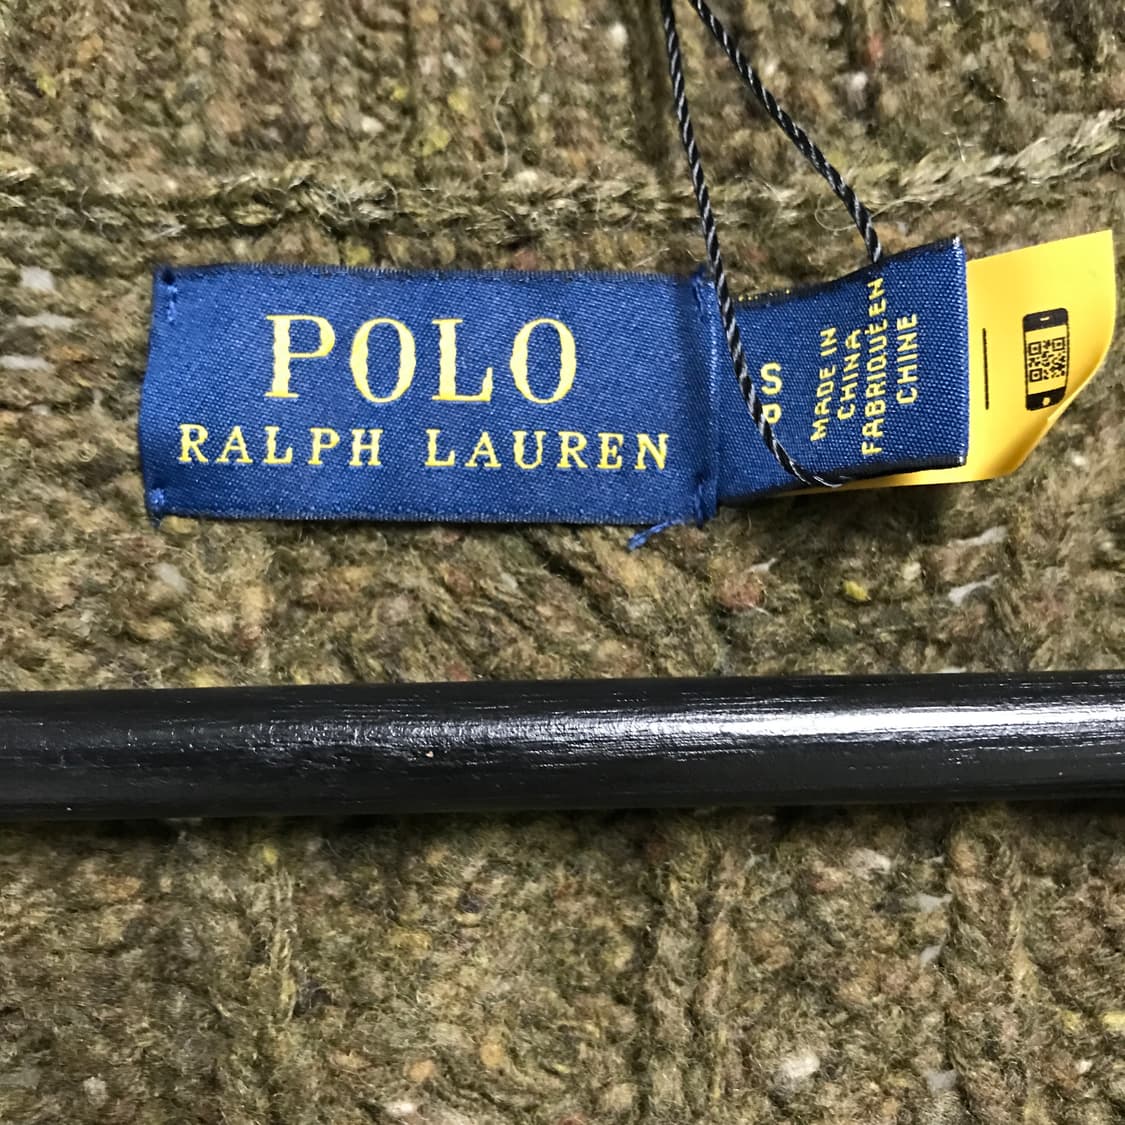 POLO
RALPH LAUREN
S
P
MADE IN
CHINA
FABRIQUÉ EN
CHINE